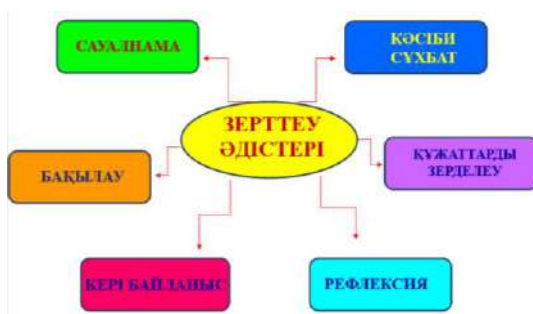 САУАЛНАМА
КӘСІБИ
СҰХБАТ
ЗЕРТТЕУ
ӘДІСТЕРІ
БАҚЫЛАУ
ҚҰЖАТТАРДЫ
ЗЕРДЕЛЕУ
КЕРІ БАЙЛАНЫС
РЕФЛЕКСИЯ